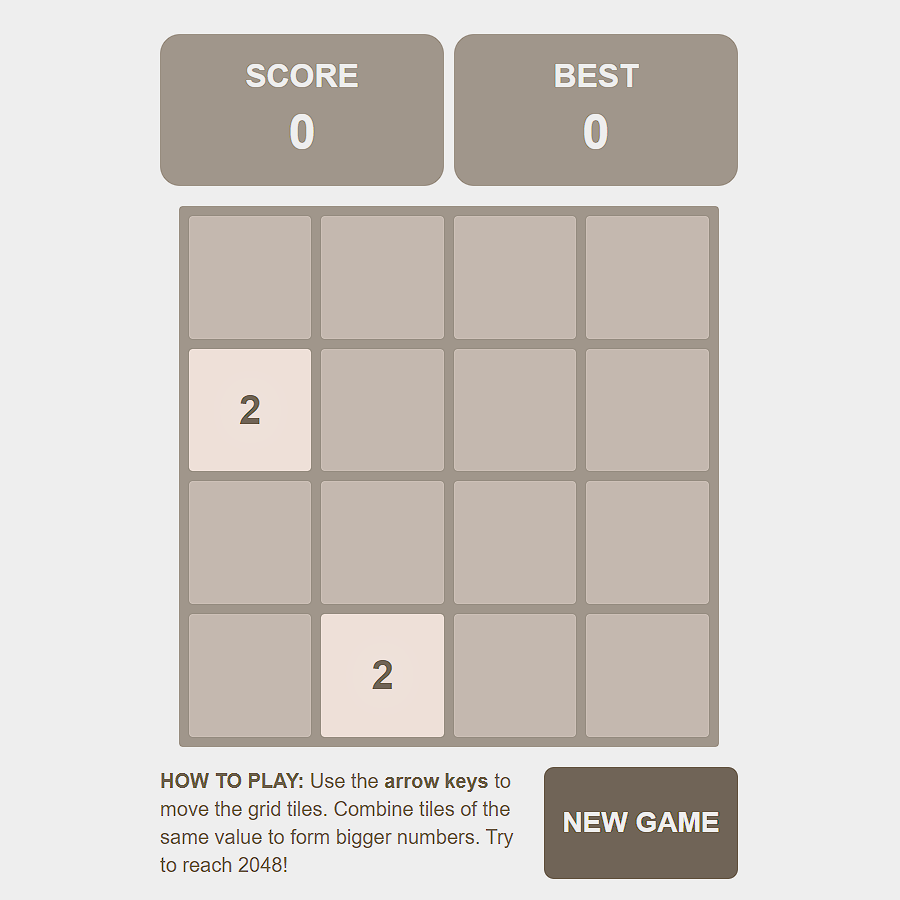 SCORE
BEST
0
0
2
2
HOW TO PLAY: Use the arrow keys to
move the grid tiles. Combine tiles of the
same value to form bigger numbers. Try
to reach 2048!
NEW GAME